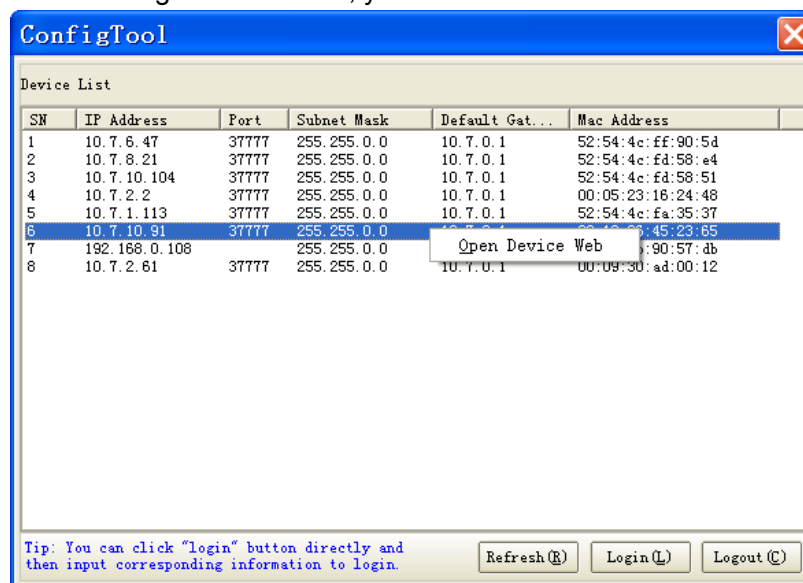 ConfigTool
Device List
SN IP Address Port Subnet Mask Default Gat... Mac Address
1 10.7.6.47 37777 255.255.0.0 10.7.0.1 52:54:4c:ff:90:5d
2 10.7.8.21 37777 255.255.0.0 10.7.0.1 52:54:4c:fd:58:e4
3 10.7.10.104 37777 255.255.0.0 10.7.0.1 52:54:4c:fd:58:51
4 10.7.2.2 37777 255.255.0.0 10.7.0.1 00:05:23:16:24:48
5 10.7.1.113 37777 255.255.0.0 10.7.0.1 52:54:4c:fa:35:37
6 10.7.10.91 37777 255.255.0.0 :45:23:65
Open Device Web
7 192.168.0.108 255.255.0.0 :90:57:db
8 10.7.2.61 37777 255.255.0.0 10.7.0.1 00:09:30:ad:00:12
Tip: You can click "login" button directly and
then input corresponding information to login.
Refresh(R) Login(L) Logout(C)